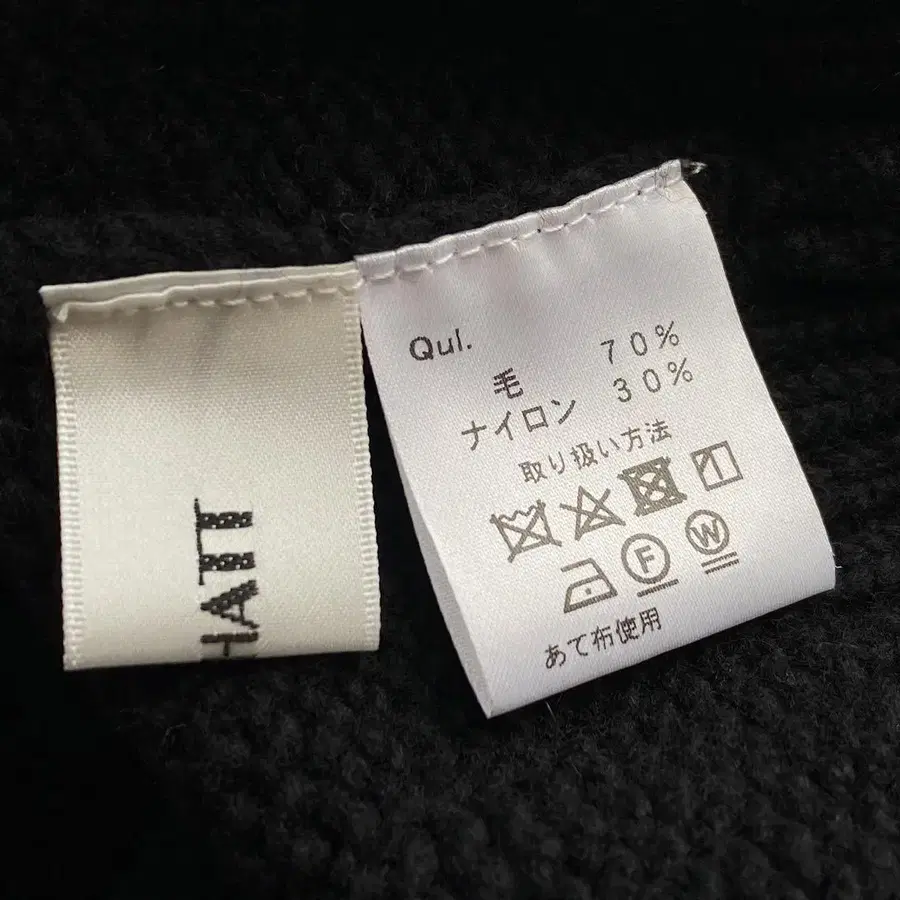 HATT
Qul.
毛 70%
ナイロン 30%
取り扱い方法
F W
あて布使用